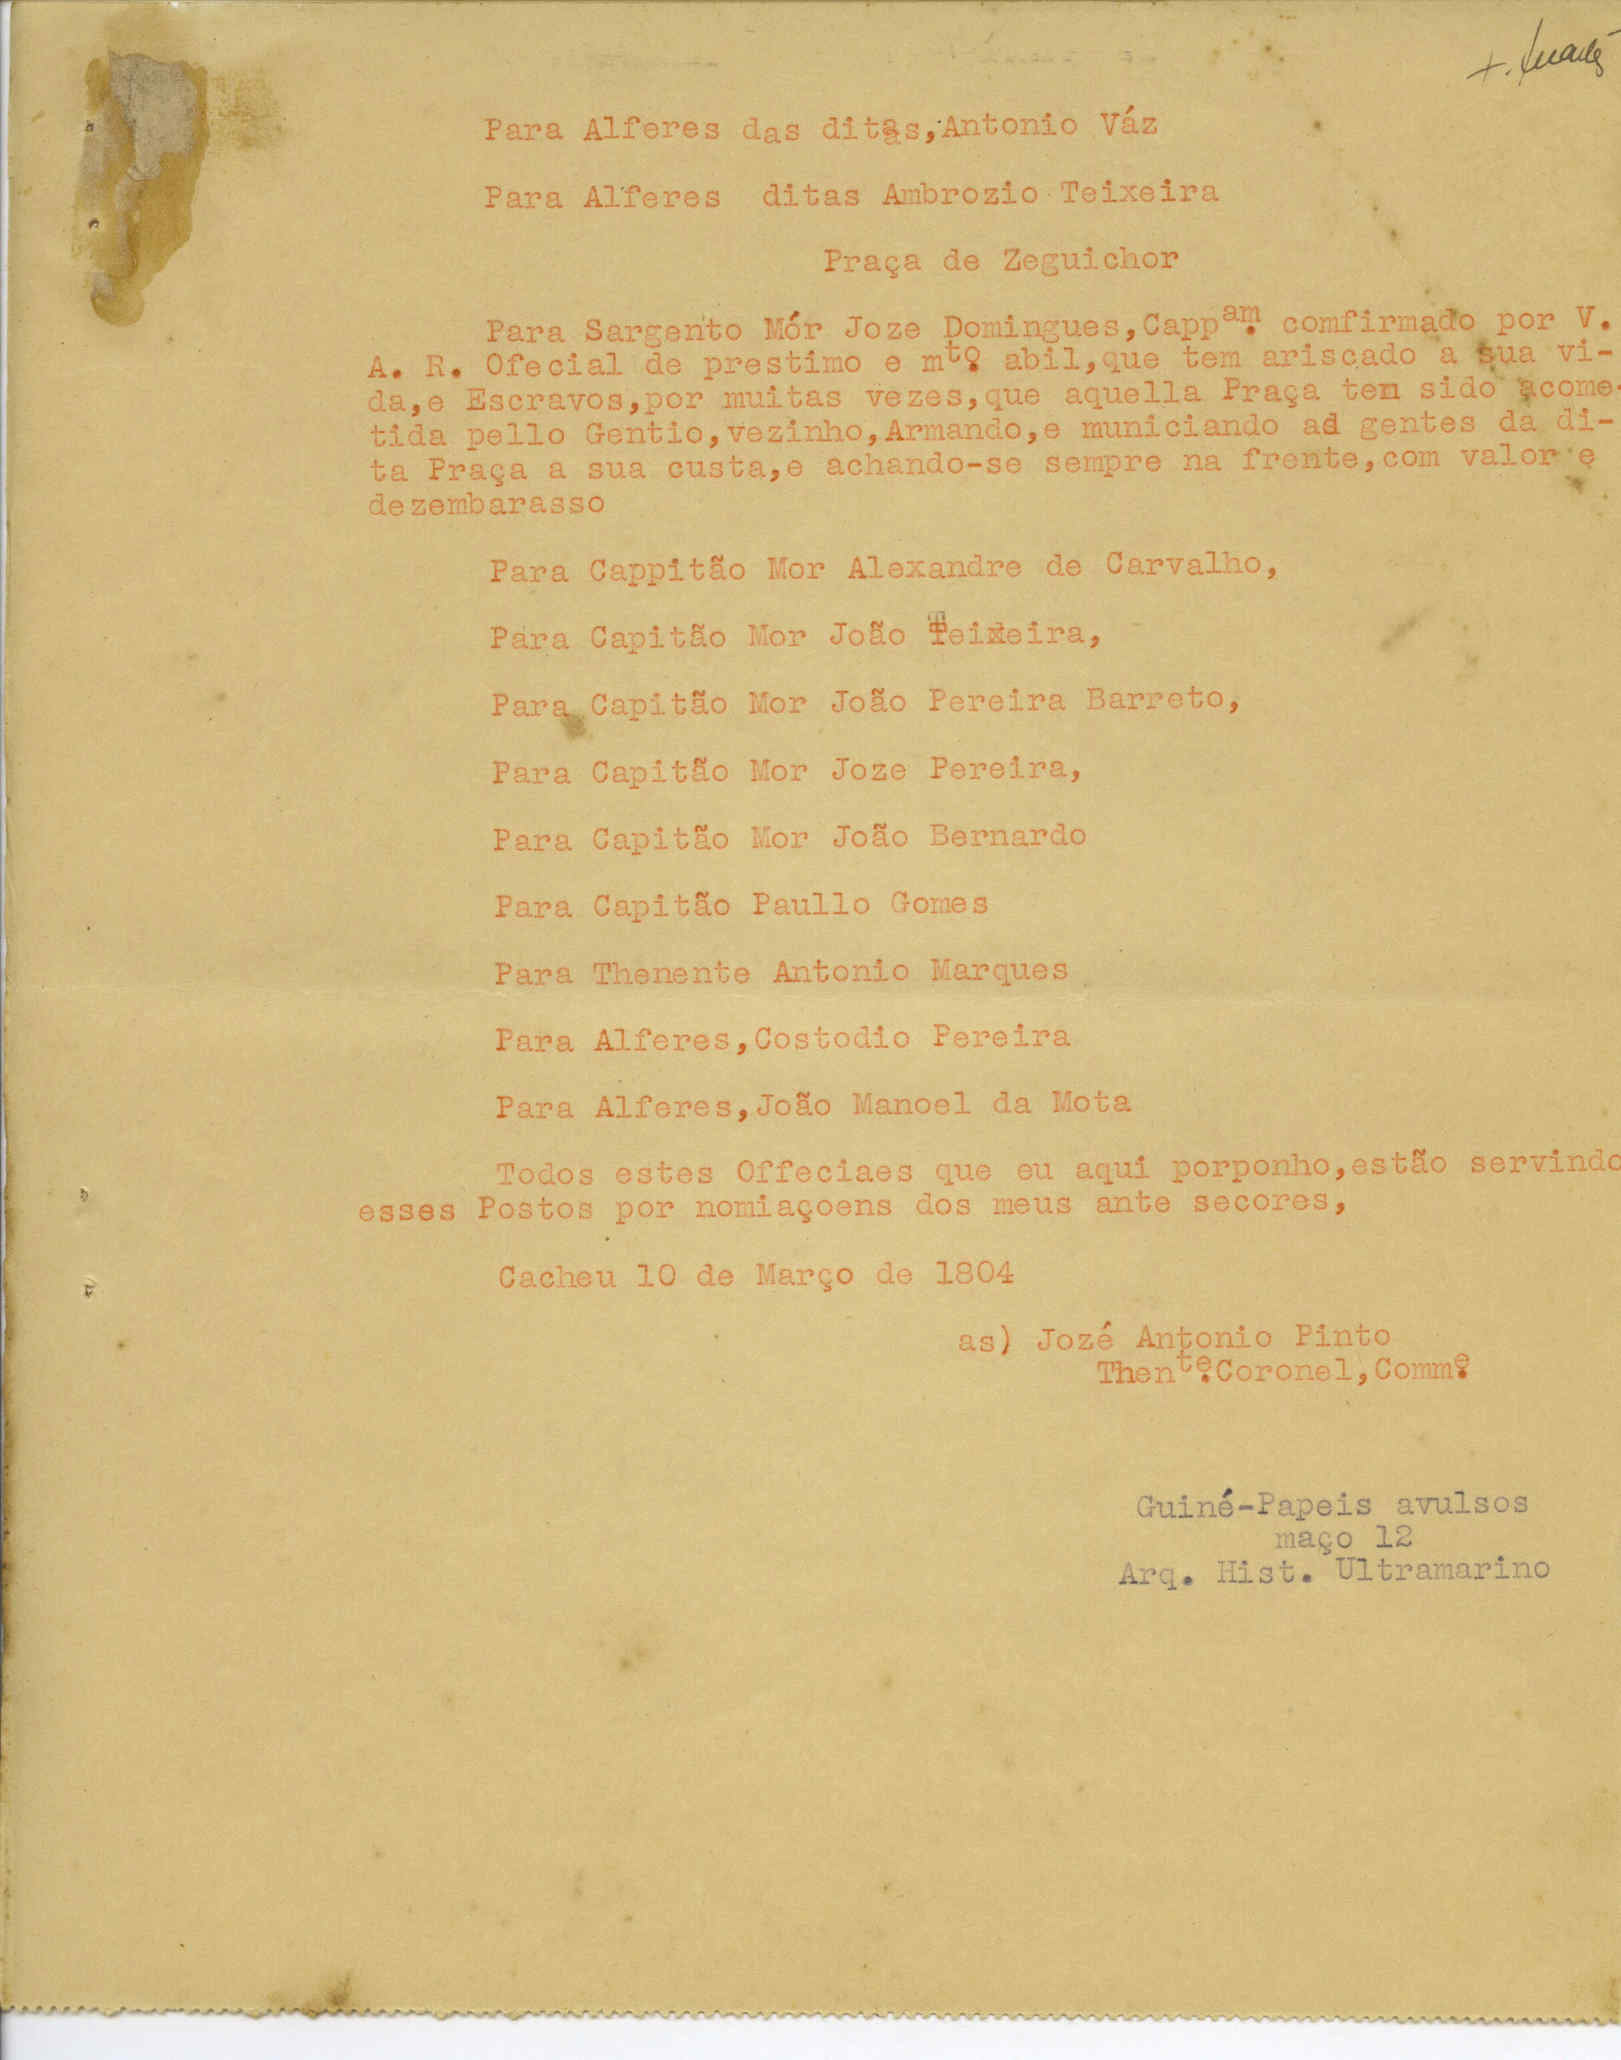 Para Alferes das ditas, Antonio Váz
Para Alferes ditas Ambrozio Teixeira
Praça de Zeguichor
Para Sargento Mór Joze Domingues, Capp^am. comfirmado por V.
A. R. Ofecial de prestimo e m^to. abil, que tem ariscado a sua vi-
da, e Escravos, por muitas vezes, que aquella Praça tem sido acome-
tida pello Gentio, vezinho, Armando, e municiando ad gentes da di-
ta Praça a sua custa, e achando-se sempre na frente, com valor e
dezembarasso
Para Cappitão Mor Alexandre de Carvalho,
Para Capitão Mor João Teixeira,
Para Capitão Mor João Pereira Barreto,
Para Capitão Mor Joze Pereira,
Para Capitão Mor João Bernardo
Para Capitão Paullo Gomes
Para Thenente Antonio Marques
Para Alferes, Costodio Pereira
Para Alferes, João Manoel da Mota
Todos estes Offeciaes que eu aqui porponho, estão servindo
esses Postos por nomiaçoens dos meus ante secores,
Cacheu 10 de Março de 1804
as) Jozé Antonio Pinto
Then^te. Coronel, Comm^e.
Guiné-Papeis avulsos
maço 12
Arq. Hist. Ultramarino